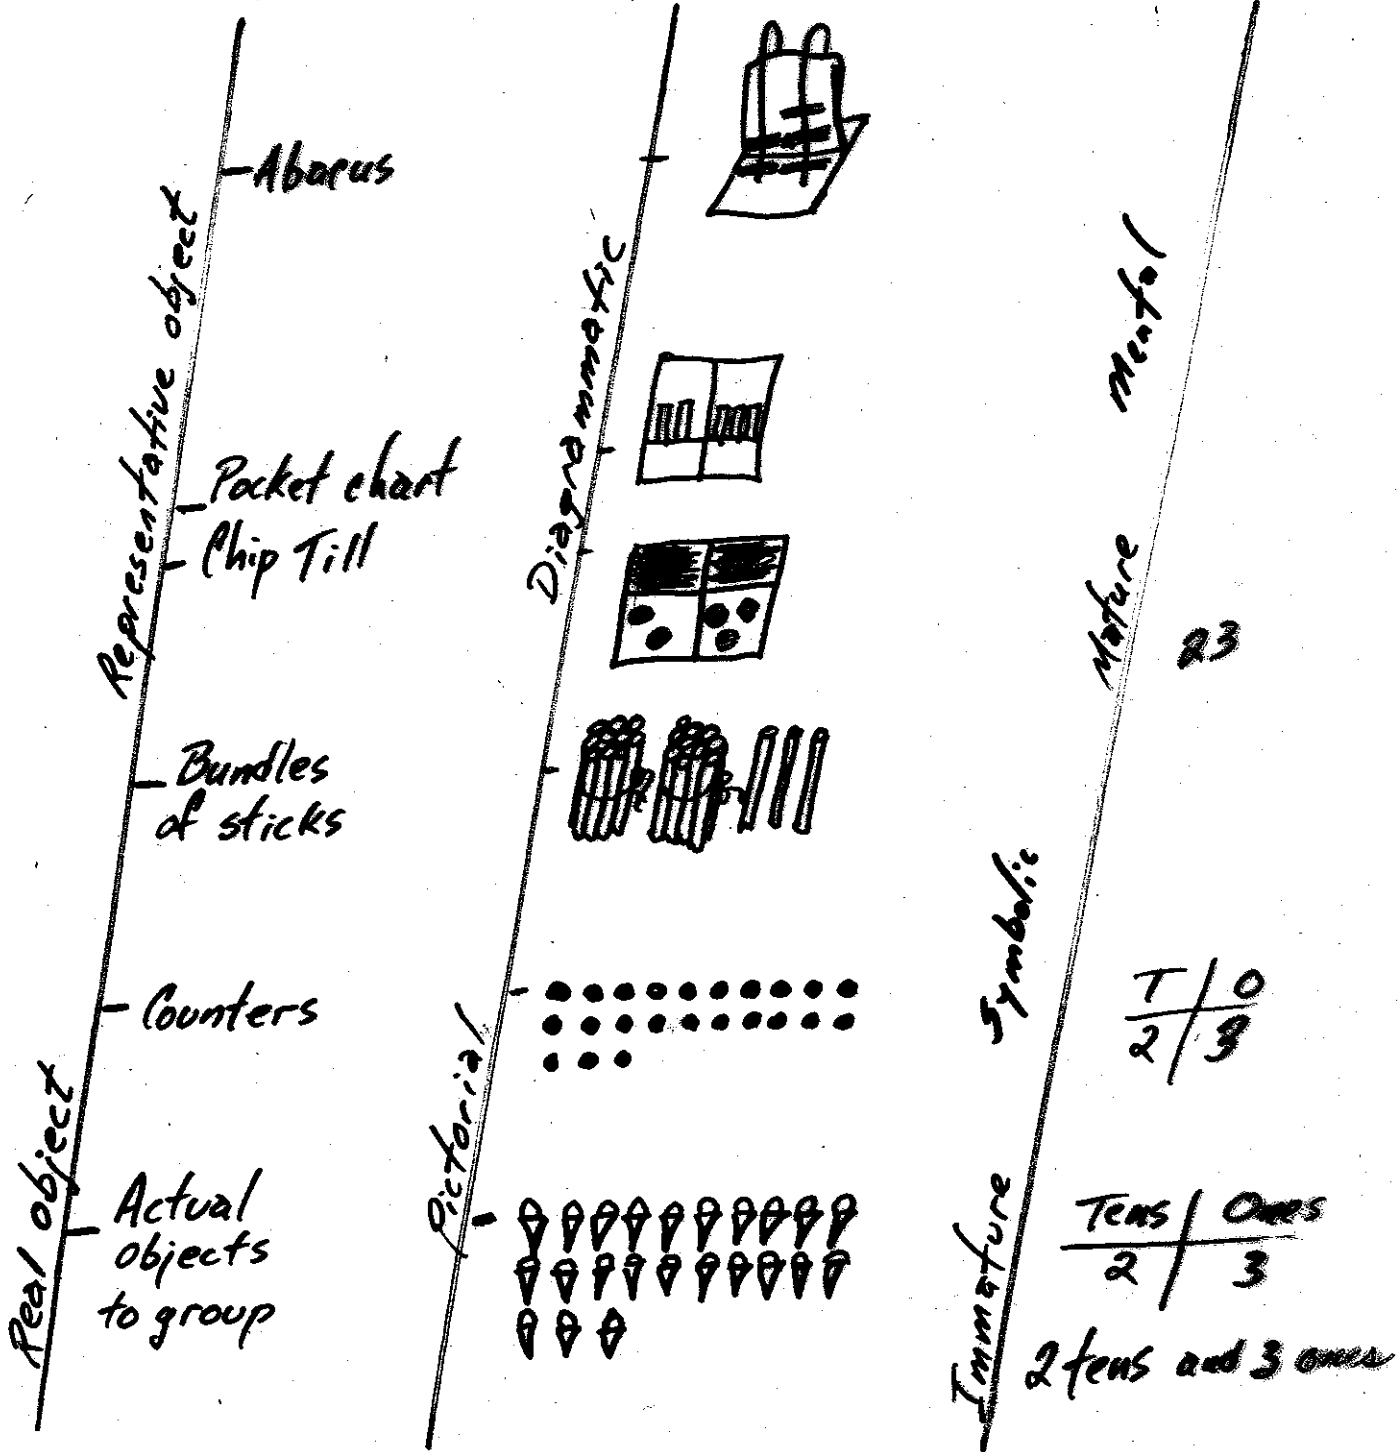 Representative object
Abacus
Pocket chart
Chip Till
Bundles
of sticks
Counters
Real object
Actual
objects
to group
Diagrammatic
Pictorial
Mental
Mature
23
Symbolic
T O
2 3
Immature
Tens Ones
2 3
2 tens and 3 ones